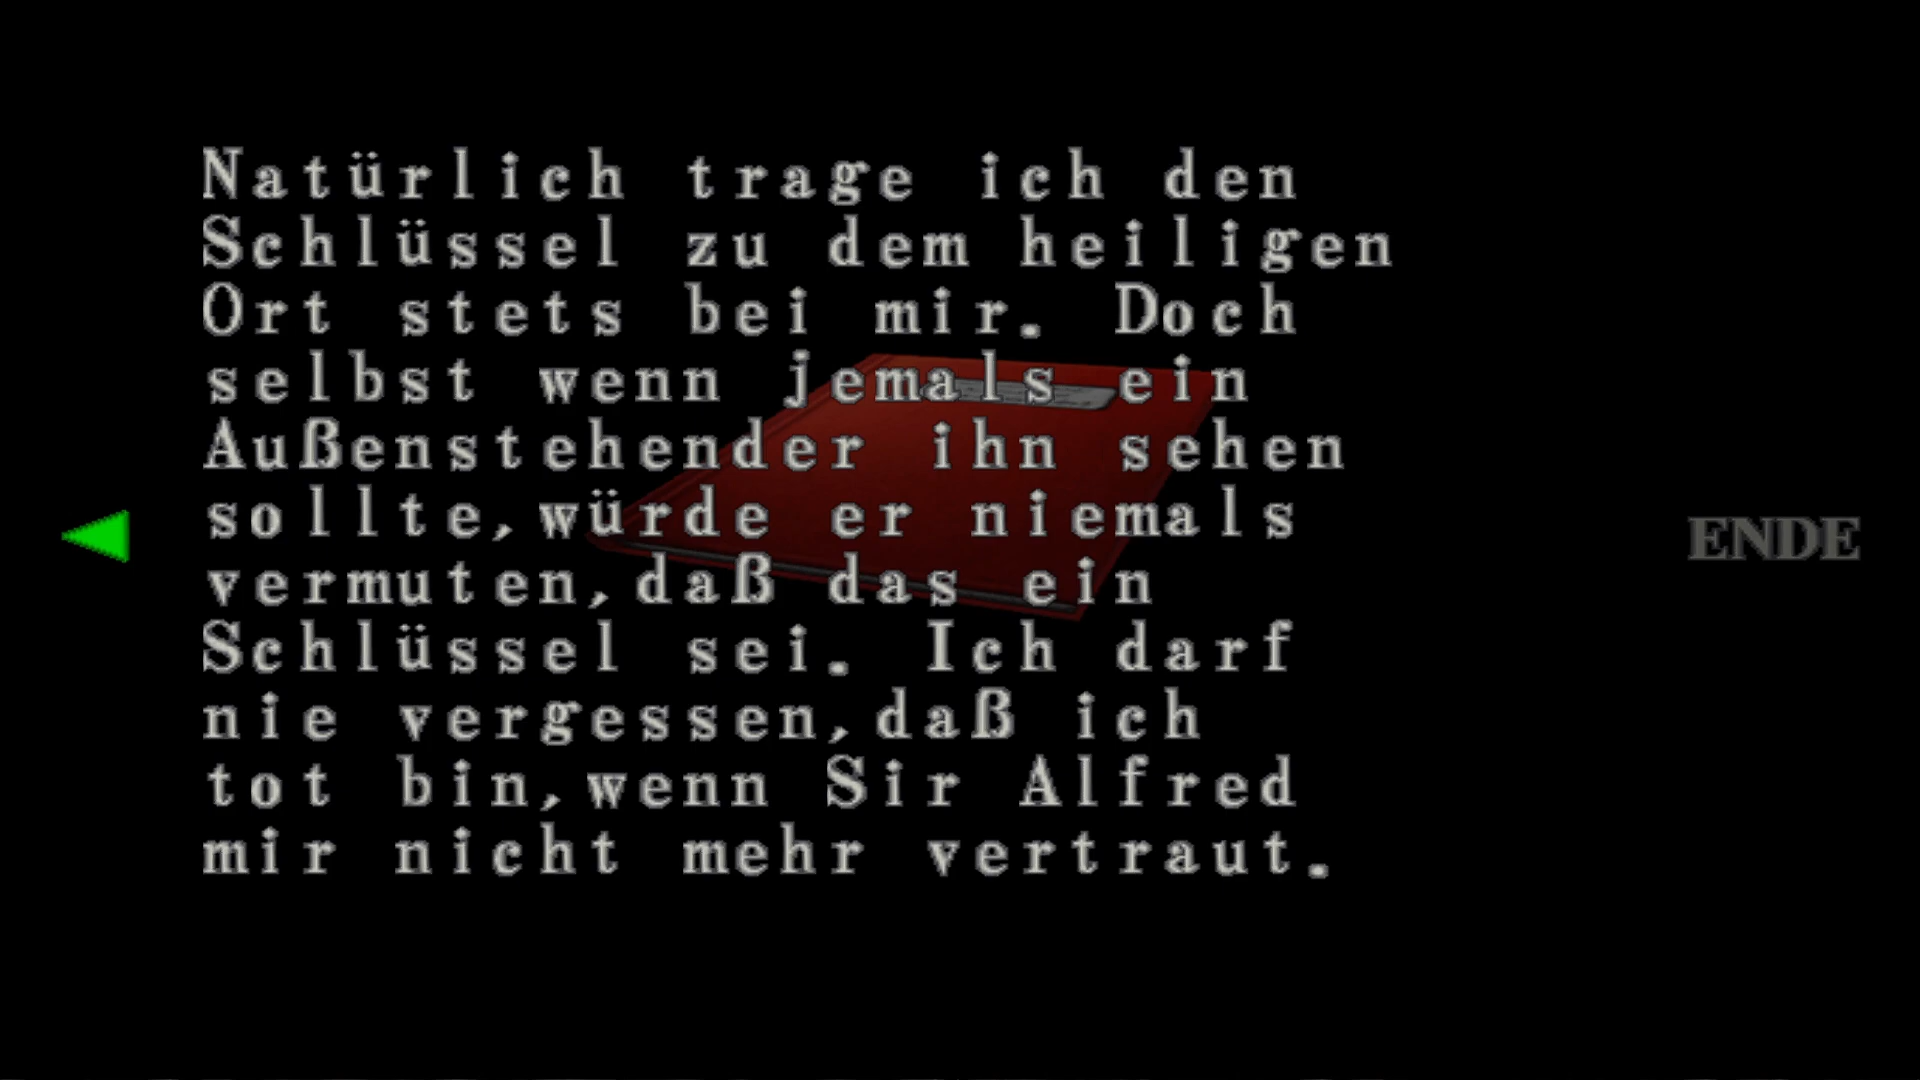 Natürlich trage ich den
Schlüssel zu dem heiligen
Ort stets bei mir. Doch
selbst wenn jemals ein
Außenstehender ihn sehen
sollte,würde er niemals
vermuten,daß das ein
Schlüssel sei. Ich darf
nie vergessen,daß ich
tot bin,wenn Sir Alfred
mir nicht mehr vertraut.
ENDE